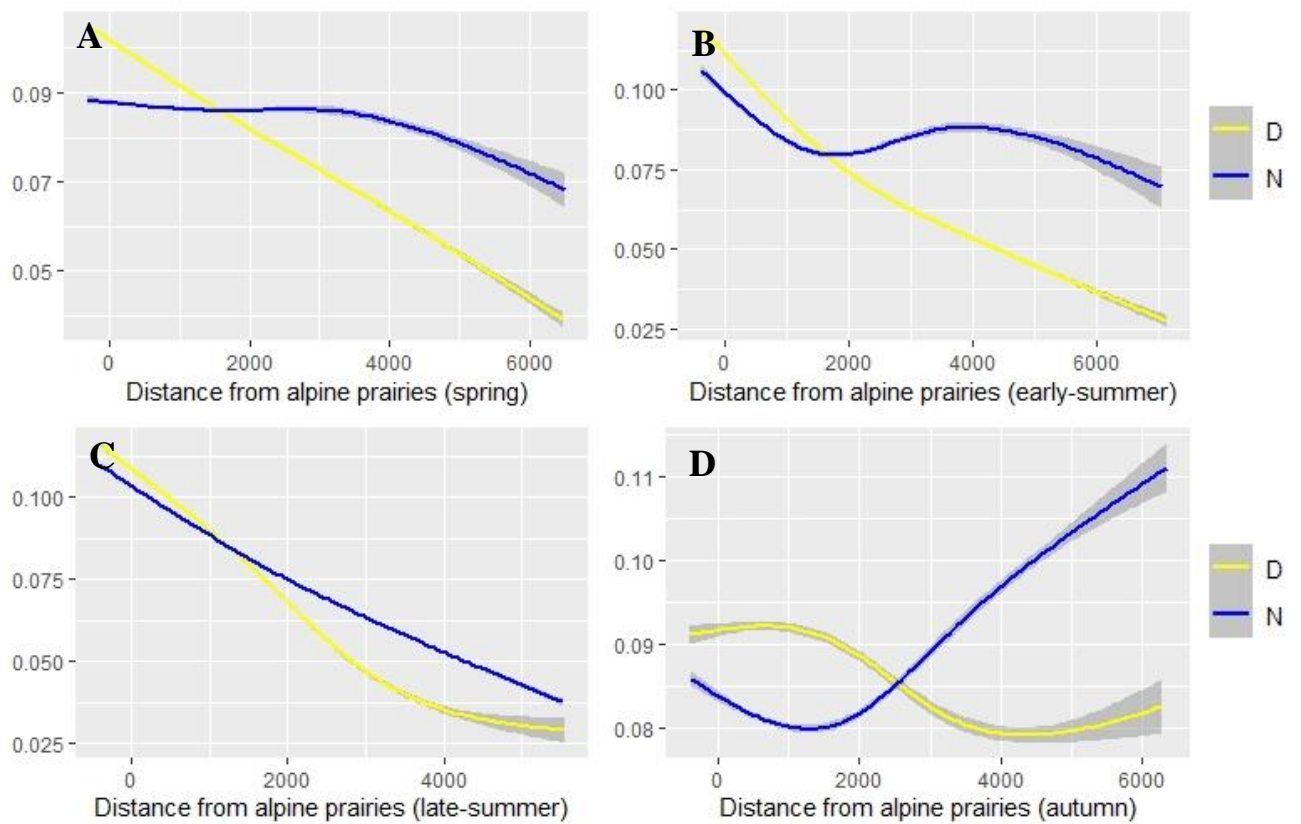 A
0.09
0.07
0.05
0 2000 4000 6000
Distance from alpine prairies (spring)
B
0.100
0.075
0.050
0.025
0 2000 4000 6000
Distance from alpine prairies (early-summer)
D
N
C
0.100
0.075
0.050
0.025
0 2000 4000
Distance from alpine prairies (late-summer)
D
0.11
0.10
0.09
0.08
0 2000 4000 6000
Distance from alpine prairies (autumn)
D
N